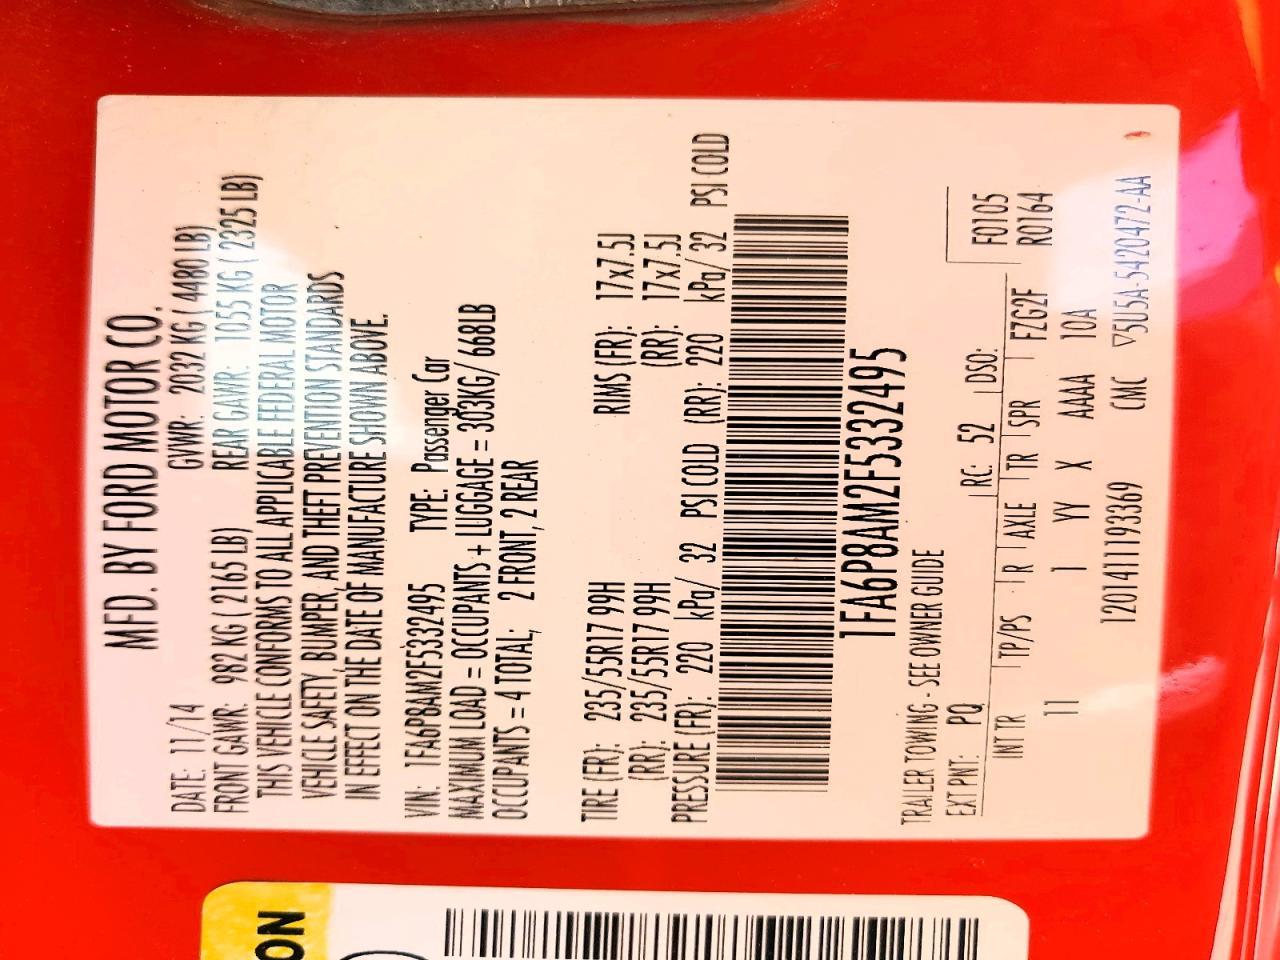 MFD. BY FORD MOTOR CO.
DATE: 11/14 GVWR: 2032 KG ( 4480 LB)
FRONT GAWR: 982 KG ( 2165 LB) REAR GAWR: 1055 KG ( 2325 LB)
THIS VEHICLE CONFORMS TO ALL APPLICABLE FEDERAL MOTOR
VEHICLE SAFETY, BUMPER, AND THEFT PREVENTION STANDARDS
IN EFFECT ON THE DATE OF MANUFACTURE SHOWN ABOVE.
VIN: 1FA6P8AM2F5332495 TYPE: Passenger Car
MAXIMUM LOAD = OCCUPANTS + LUGGAGE = 303KG/ 668LB
OCCUPANTS = 4 TOTAL; 2 FRONT, 2 REAR
TIRE (FR): 235/55R17 99H RIMS (FR): 17x7.5J
(RR): 235/55R17 99H (RR): 17x7.5J
PRESSURE (FR): 220 kPa/ 32 PSI COLD (RR): 220 kPa/ 32 PSI COLD
1FA6P8AM2F5332495
TRAILER TOWING - SEE OWNER GUIDE
EXT PNT: PQ RC: 52 DSO: F0105
R0164
INT TR TP/PS R AXLE TR SPR FZG2F
11 1 YY X AAAA 10A
1201411193369 CMC ▽5U5A-5420472-AA
ON